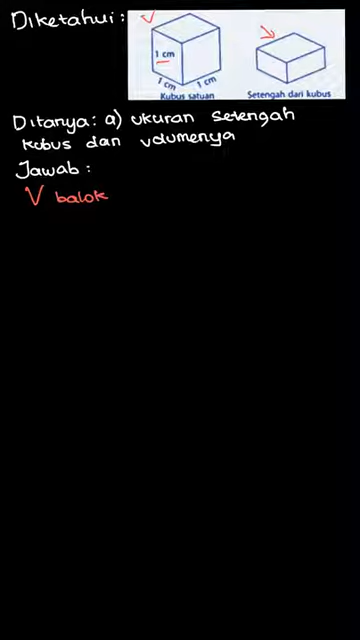 Diketahui:
1 cm
1 cm
1 cm
Kubus satuan
Setengah dari kubus
Ditanya: a) ukuran setengah
kubus dan volumenya
Jawab:
V balok